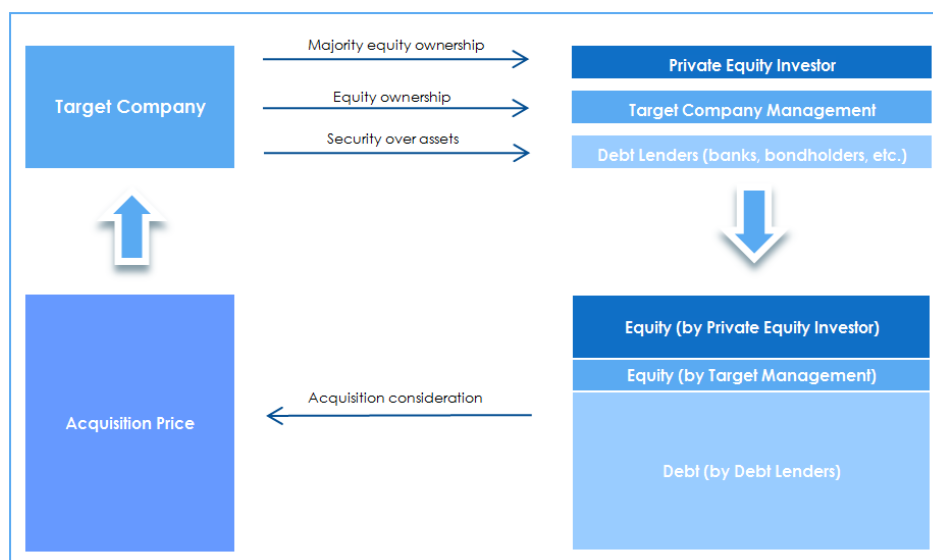 Majority equity ownership
Private Equity Investor
Target Company
Equity ownership
Target Company Management
Security over assets
Debt Lenders (banks, bondholders, etc.)
Equity (by Private Equity Investor)
Equity (by Target Management)
Acquisition consideration
Acquisition Price
Debt (by Debt Lenders)